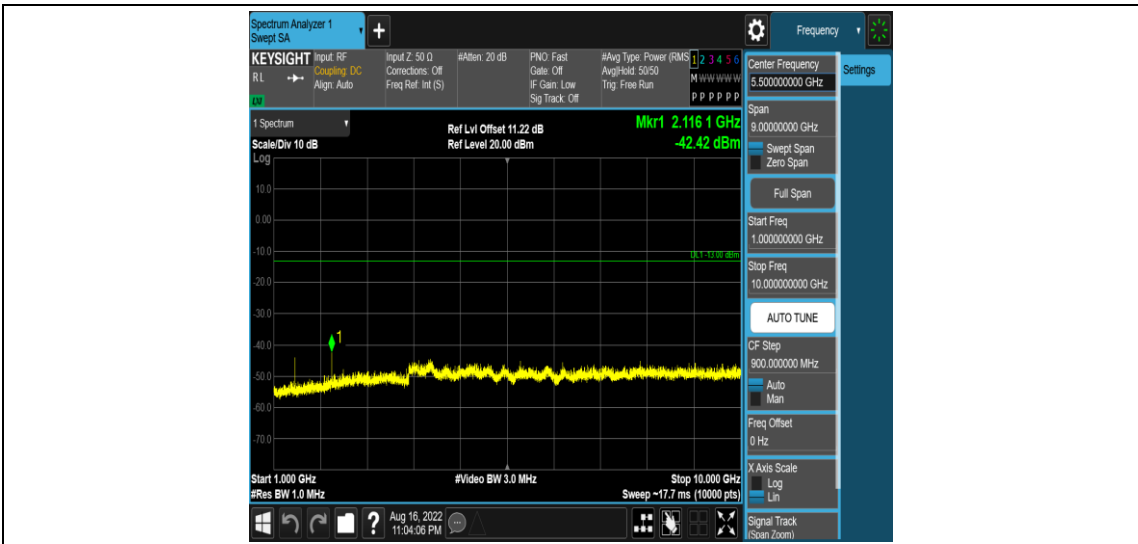 Spectrum Analyzer 1
Swept SA
+
Frequency
KEYSIGHT
RL
LXI
Input: RF
Coupling: DC
Align: Auto
Input Z: 50 Ω
Corrections: Off
Freq Ref: Int (S)
#Atten: 20 dB
PNO: Fast
Gate: Off
IF Gain: Low
Sig Track: Off
#Avg Type: Power (RMS
Avg|Hold: 50/50
Trig: Free Run
1 2 3 4 5 6
M W W W W W
P P P P P P
1 Spectrum
Scale/Div 10 dB
Log
Ref Lvl Offset 11.22 dB
Ref Level 20.00 dBm
Mkr1 2.116 1 GHz
-42.42 dBm
10.0
0.00
-10.0
DL1 -13.00 dBm
-20.0
-30.0
1
-40.0
-50.0
-60.0
-70.0
Start 1.000 GHz
#Res BW 1.0 MHz
#Video BW 3.0 MHz
Stop 10.000 GHz
Sweep ~17.7 ms (10000 pts)
?
Aug 16, 2022
11:04:06 PM
Center Frequency
5.500000000 GHz
Settings
Span
9.00000000 GHz
Swept Span
Zero Span
Full Span
Start Freq
1.000000000 GHz
Stop Freq
10.000000000 GHz
AUTO TUNE
CF Step
900.000000 MHz
Auto
Man
Freq Offset
0 Hz
X Axis Scale
Log
Lin
Signal Track
(Span Zoom)